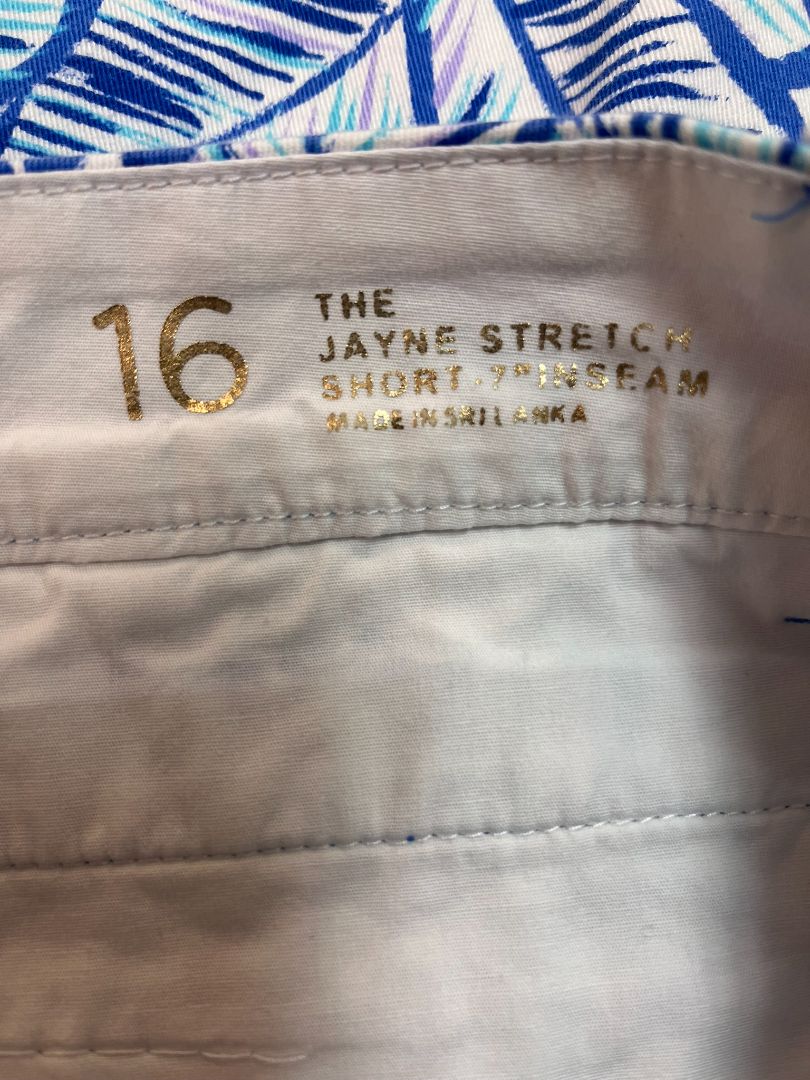 16
THE
JAYNE STRETCH
SHORT - 7" INSEAM
MADE IN SRI LANKA